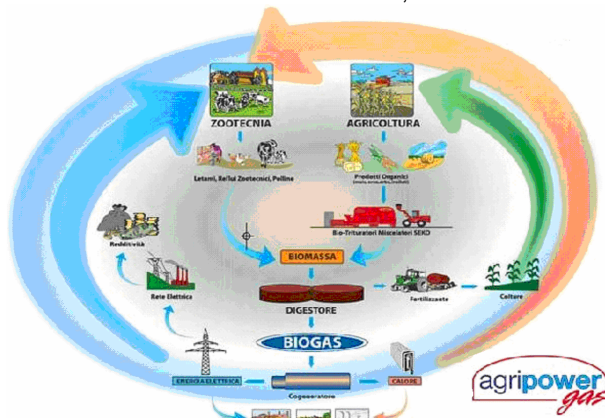 ZOOTECNIA
AGRICOLTURA
Letami, Reflui Zootecnici, Polline
Prodotti Organici
Bio-Trituratori Miscelatori SEKO
Redditività
BIOMASSA
Rete Elettrica
DIGESTORE
Fertilizzante
Colture
BIOGAS
ENERGIA ELETTRICA
Cogeneratore
CALORE
agripower
gas